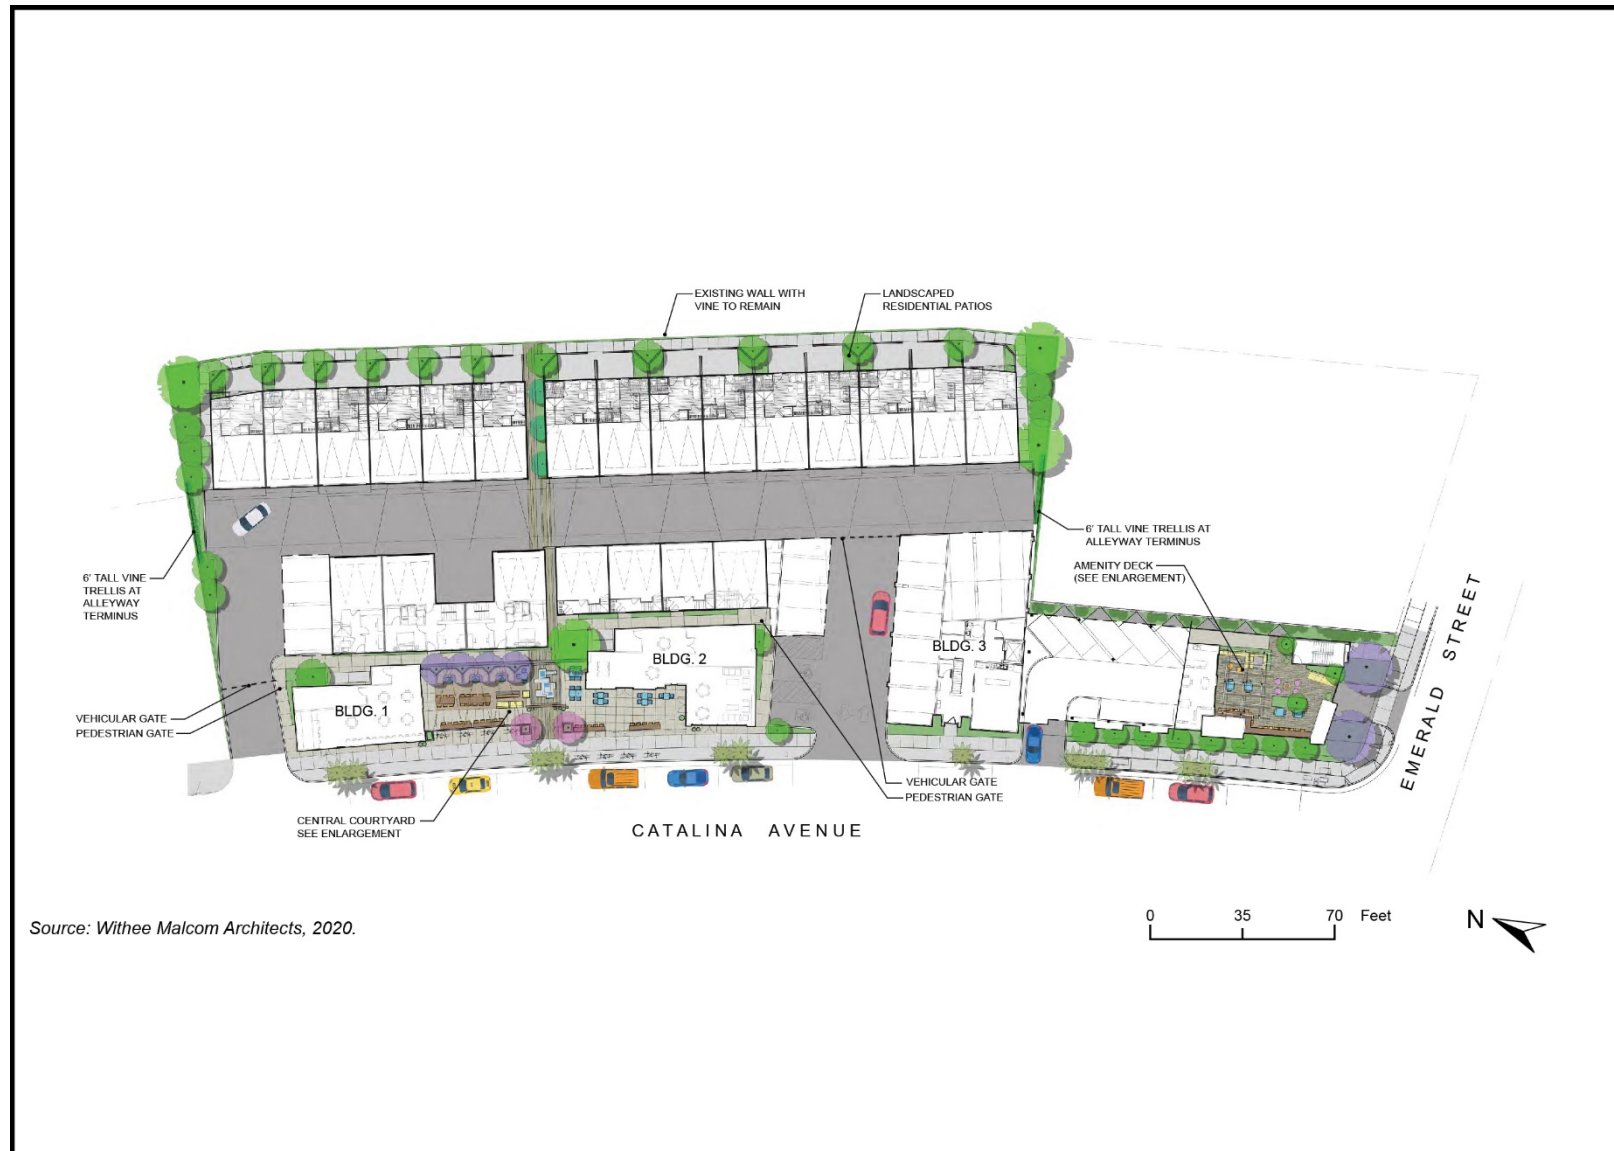 EXISTING WALL WITH
VINE TO REMAIN
LANDSCAPED
RESIDENTIAL PATIOS
6' TALL VINE TRELLIS AT
ALLEYWAY TERMINUS
AMENITY DECK
(SEE ENLARGEMENT)
6' TALL VINE
TRELLIS AT
ALLEYWAY
TERMINUS
EMERALD STREET
BLDG. 3
BLDG. 2
BLDG. 1
VEHICULAR GATE
PEDESTRIAN GATE
VEHICULAR GATE
PEDESTRIAN GATE
CENTRAL COURTYARD
SEE ENLARGEMENT
CATALINA AVENUE
Source: Withee Malcom Architects, 2020.
0 35 70 Feet
N